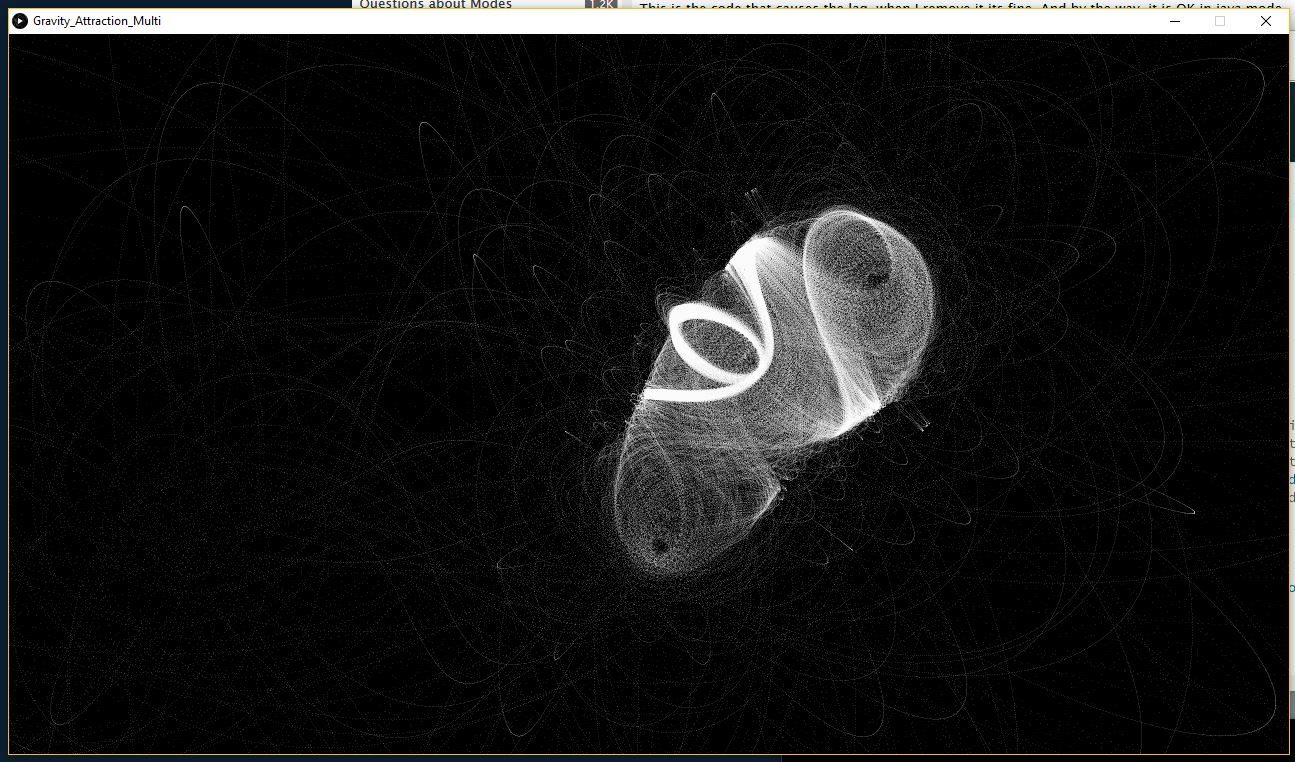 Questions about Modes 1.2K
This is the code that causes the lag, when I remove it its fine. And by the way, it is OK in java mode
Gravity_Attraction_Multi